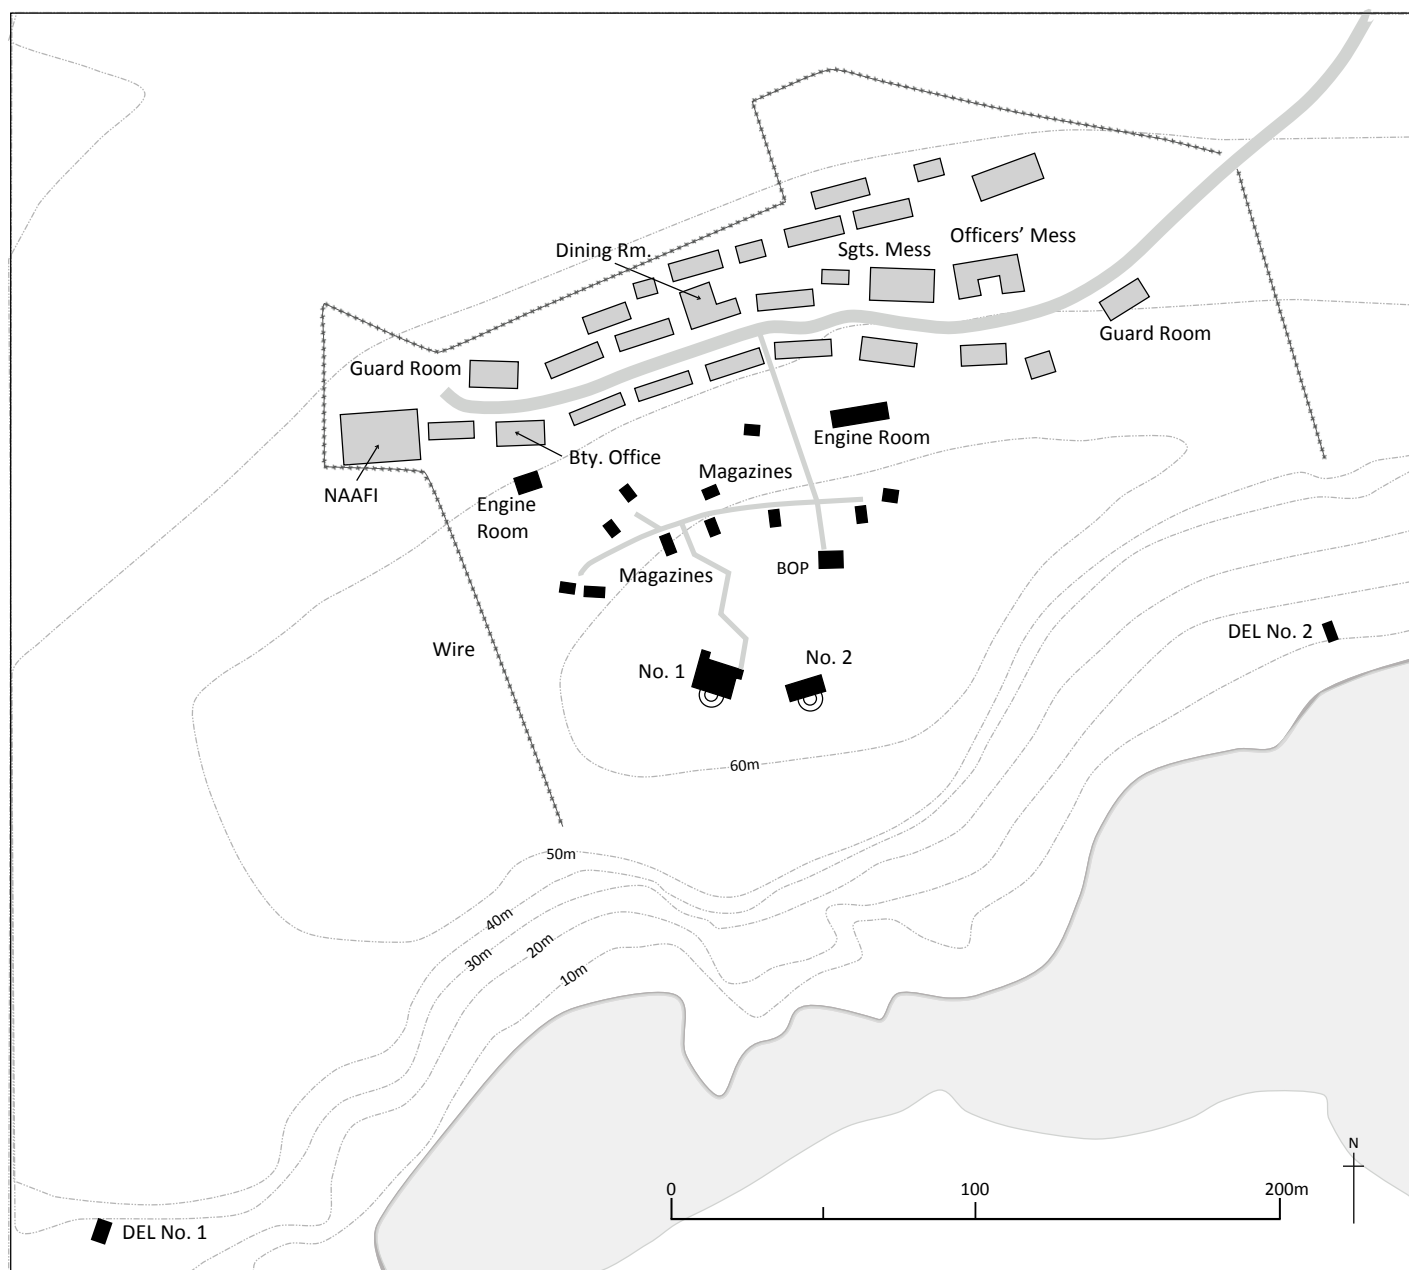 Dining Rm.
Sgts. Mess
Officers’ Mess
Guard Room
Guard Room
NAAFI
Bty. Office
Engine Room
Engine
Room
Magazines
Magazines
BOP
Wire
No. 1
No. 2
DEL No. 2
60m
50m
40m
30m
20m
10m
DEL No. 1
0
100
200m
N